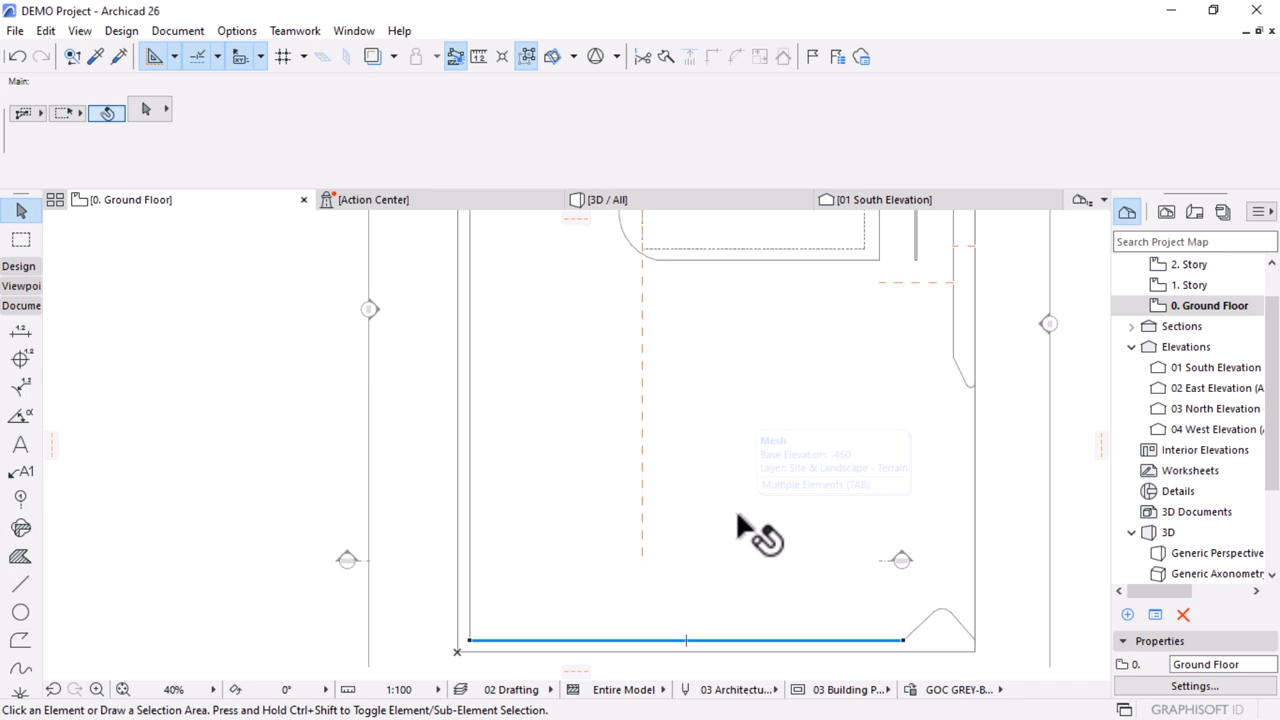 DEMO Project - Archicad 26
File Edit View Design Document Options Teamwork Window Help
Main:
[0. Ground Floor]
[Action Center]
[3D / All]
[01 South Elevation]
Search Project Map
2. Story
1. Story
0. Ground Floor
Sections
Elevations
01 South Elevation
02 East Elevation (A
03 North Elevation
04 West Elevation (A
Interior Elevations
Worksheets
Details
3D Documents
3D
Generic Perspective
Generic Axonometr
Design
Viewpoi
Docume
Mesh
Base Elevation: -450
Layer: Site & Landscape - Terrain
Multiple Elements (TAB)
Properties
0. Ground Floor
Settings...
40% 0° 1:100 02 Drafting Entire Model 03 Architectu... 03 Building P... GOC GREY-B...
Click an Element or Draw a Selection Area. Press and Hold Ctrl+Shift to Toggle Element/Sub-Element Selection.
GRAPHISOFT ID